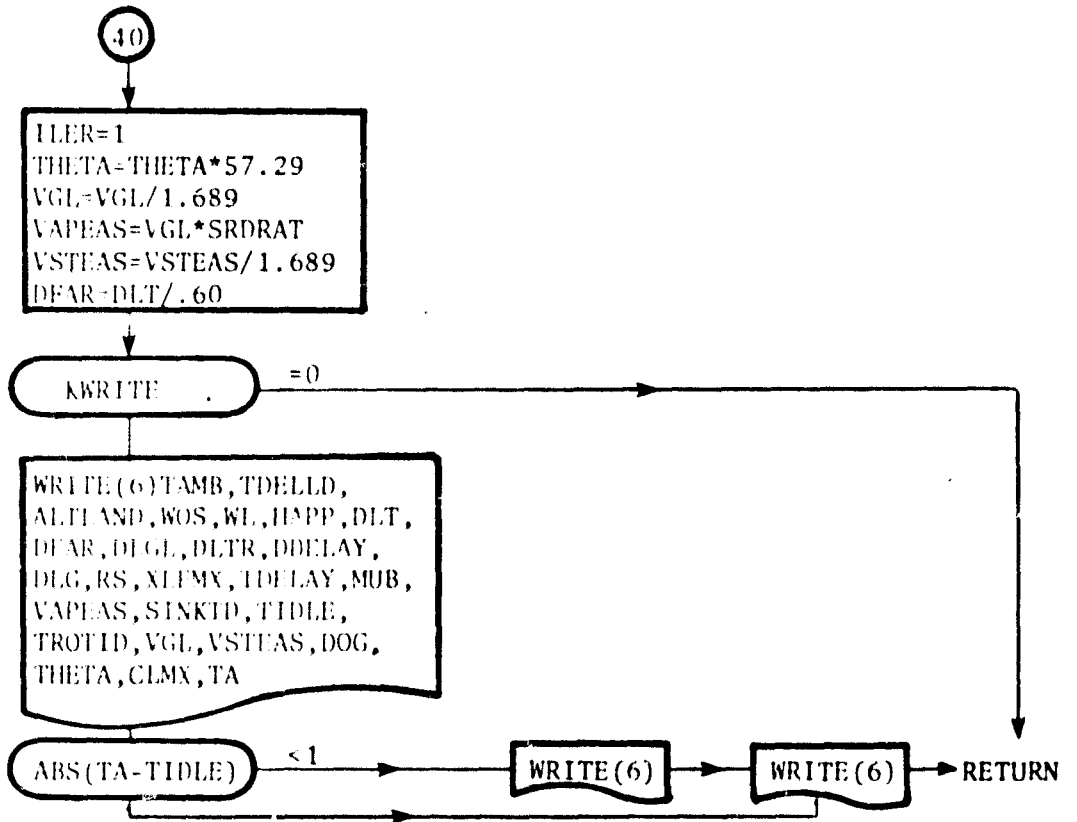 40
ILER=1
THETA=THETA*57.29
VGL=VGL/1.689
VAPEAS=VGL*SRDRAT
VSTEAS=VSTEAS/1.689
DFAR=DLT/.60
KWRITE
=0
WRITE(6)TAMB,TDELLD,
ALTLAND,WOS,WL,HAPP,DLT,
DFAR,DLGL,DLTR,DDELAY,
DLG,RS,XLFMX,TDELAY,MUB,
VAPEAS,SINKTD,TIDLE,
TROTID,VGL,VSTEAS,DOG,
THETA,CLMX,TA
ABS(TA-TIDLE)
<1
WRITE(6)
WRITE(6)
RETURN